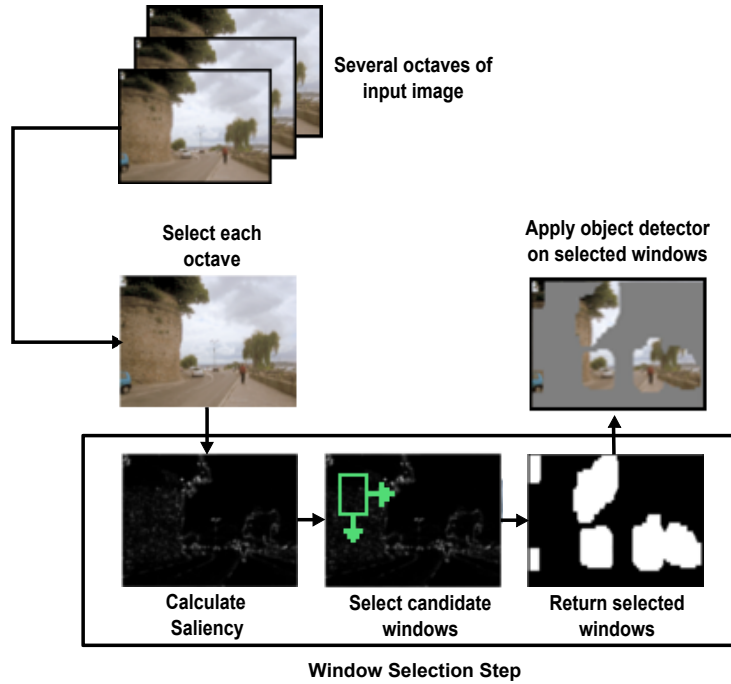 Several octaves of
input image
Select each
octave
Apply object detector
on selected windows
Calculate
Saliency
Select candidate
windows
Return selected
windows
Window Selection Step